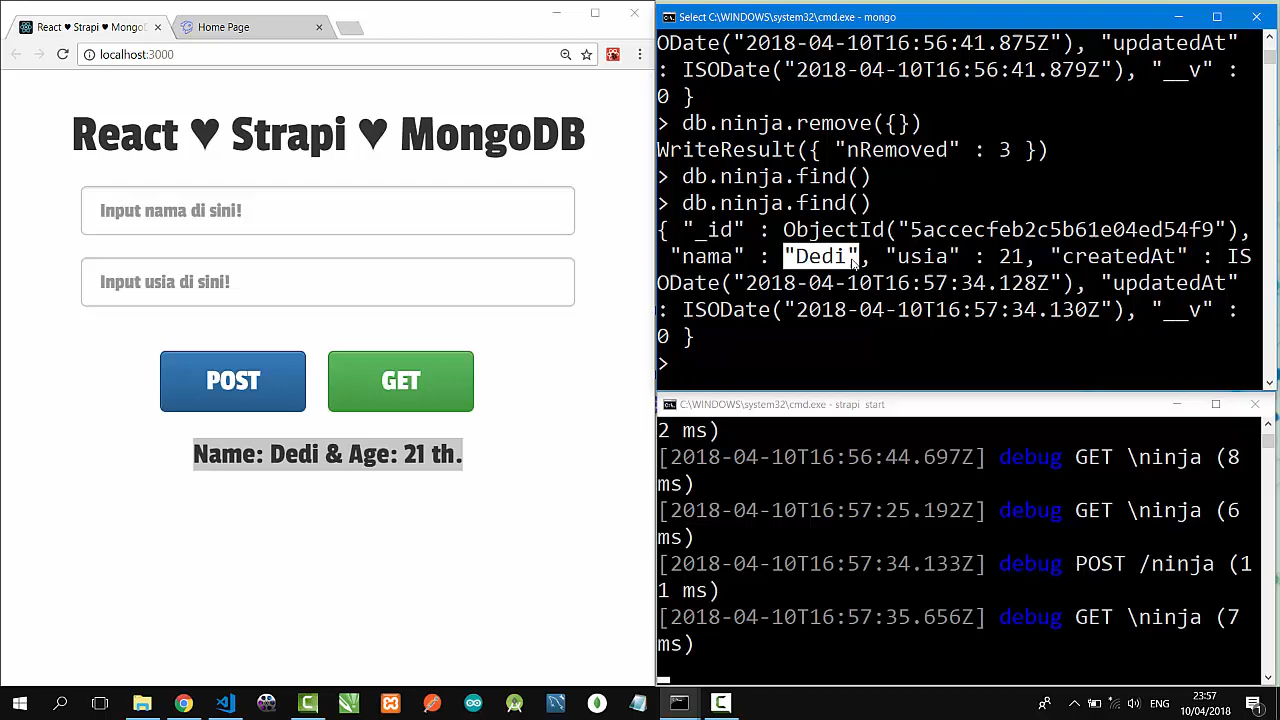 React ♥ Strapi ♥ MongoDB
Home Page
localhost:3000
React ♥ Strapi ♥ MongoDB
Input nama di sini!
Input usia di sini!
POST GET
Name: Dedi & Age: 21 th.
Select C:\WINDOWS\system32\cmd.exe - mongo
ODate("2018-04-10T16:56:41.875Z"), "updatedAt"
: ISODate("2018-04-10T16:56:41.879Z"), "__v" :
0 }
> db.ninja.remove({})
WriteResult({ "nRemoved" : 3 })
> db.ninja.find()
> db.ninja.find()
{ "_id" : ObjectId("5accecfeb2c5b61e04ed54f9"),
"nama" : "Dedi", "usia" : 21, "createdAt" : IS
ODate("2018-04-10T16:57:34.128Z"), "updatedAt"
: ISODate("2018-04-10T16:57:34.130Z"), "__v" :
0 }
>
C:\WINDOWS\system32\cmd.exe - strapi start
2 ms)
[2018-04-10T16:56:44.697Z] debug GET \ninja (8
ms)
[2018-04-10T16:57:25.192Z] debug GET \ninja (6
ms)
[2018-04-10T16:57:34.133Z] debug POST /ninja (1
1 ms)
[2018-04-10T16:57:35.656Z] debug GET \ninja (7
ms)
ENG
23:57
10/04/2018